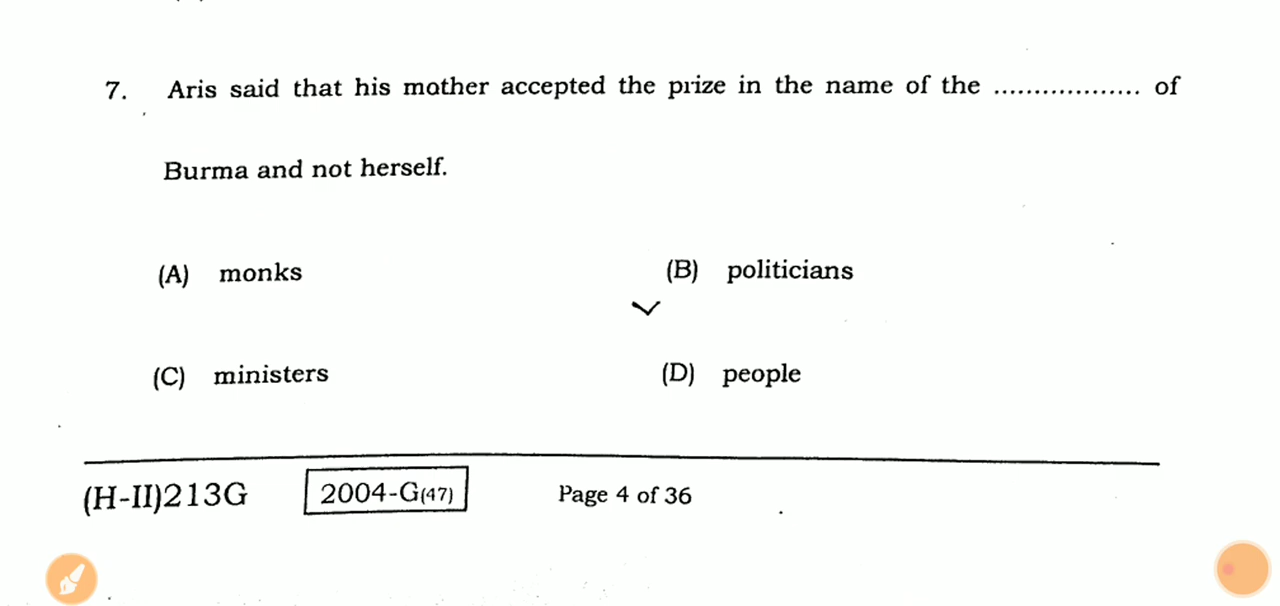 7. Aris said that his mother accepted the prize in the name of the .................. of
Burma and not herself.
(A) monks (B) politicians
(C) ministers (D) people
(H-II)213G 2004-G(47) Page 4 of 36